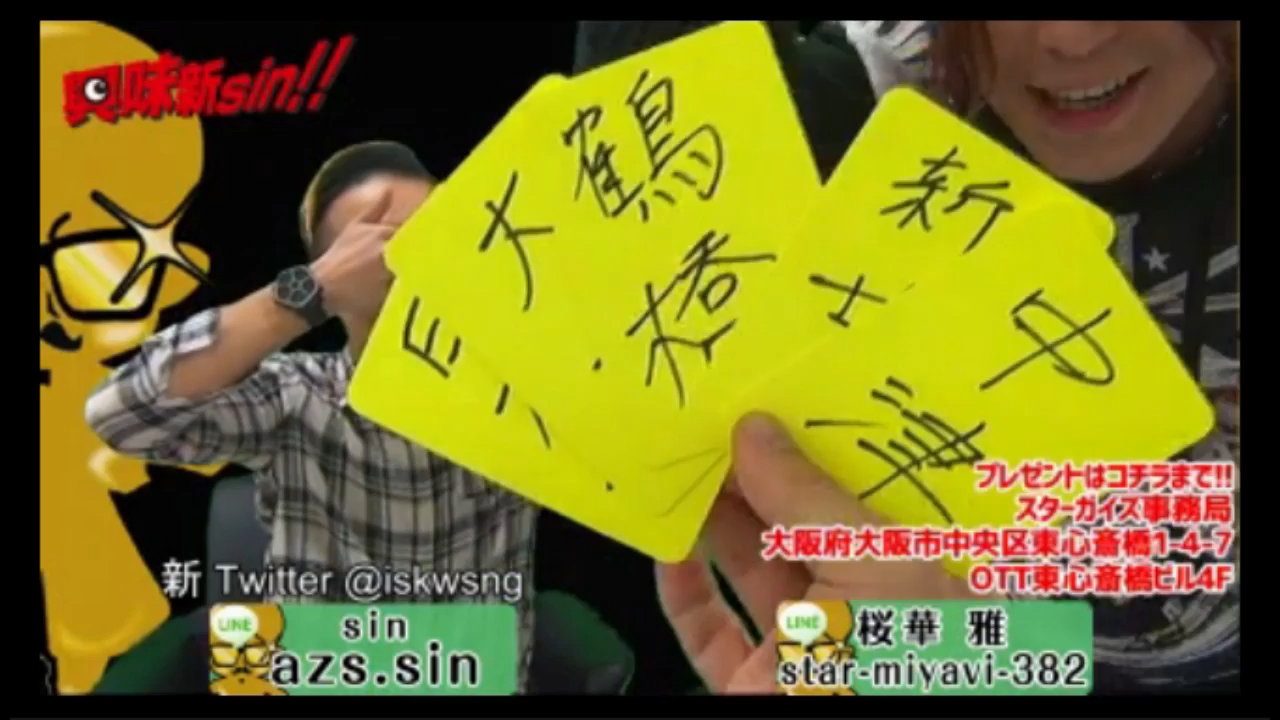 興味新sin!!
大
鶴
橋
新
プレゼントはコチラまで!!
スターガイズ事務局
大阪府大阪市中央区東心斎橋1-4-7
OTT東心斎橋ビル4F
新 Twitter @iskwsng
LINE
sin
azs.sin
LINE
桜華 雅
star-miyavi-382